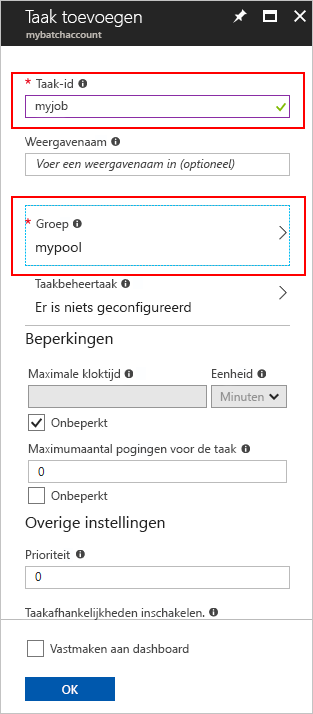 Taak toevoegen
mybatchaccount
* Taak-id
myjob
Weergavenaam
Voer een weergavenaam in (optioneel)
* Groep
mypool
Taakbeheertaak
Er is niets geconfigureerd
Beperkingen
Maximale kloktijd Eenheid
Minuten
Onbeperkt
Maximumaantal pogingen voor de taak
0
Onbeperkt
Overige instellingen
Prioriteit
0
Taakafhankelijkheden inschakelen.
Vastmaken aan dashboard
OK